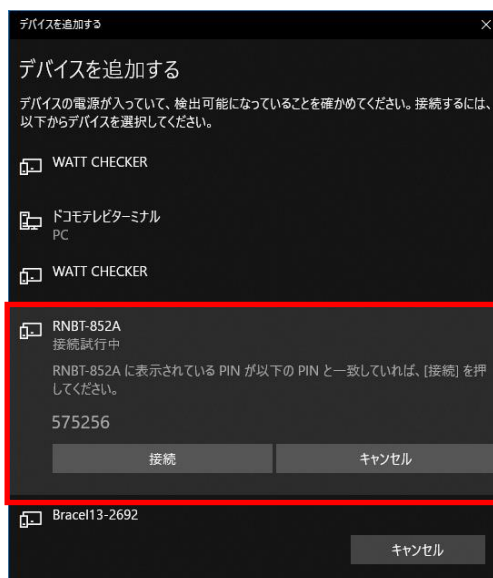 デバイスを追加する
デバイスを追加する
デバイスの電源が入っていて、検出可能になっていることを確かめてください。接続するには、
以下からデバイスを選択してください。
WATT CHECKER
ドコモテレビターミナル
PC
WATT CHECKER
RNBT-852A
接続試行中
RNBT-852A に表示されている PIN が以下の PIN と一致していれば、[接続] を押
してください。
575256
接続 キャンセル
Bracel13-2692
キャンセル